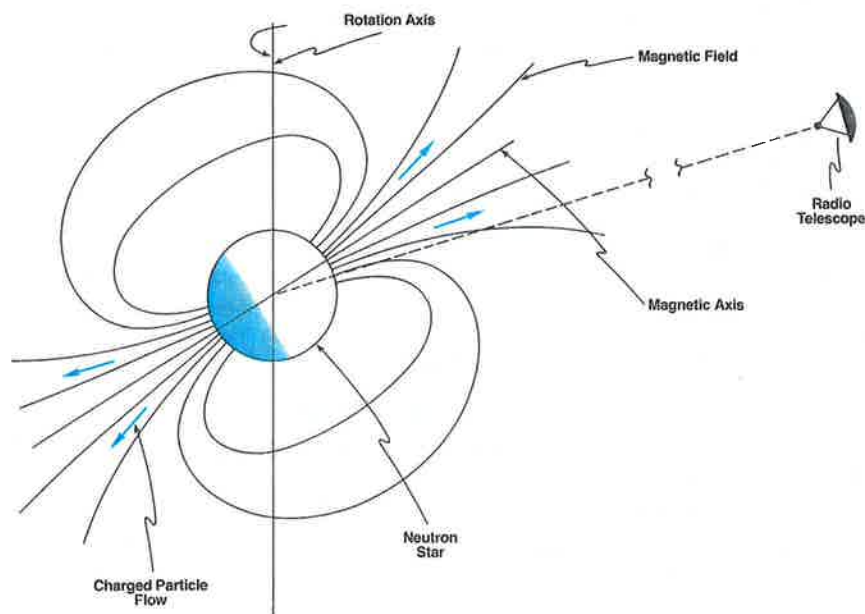 Rotation Axis
Magnetic Field
Radio
Telescope
Magnetic Axis
Neutron
Star
Charged Particle
Flow